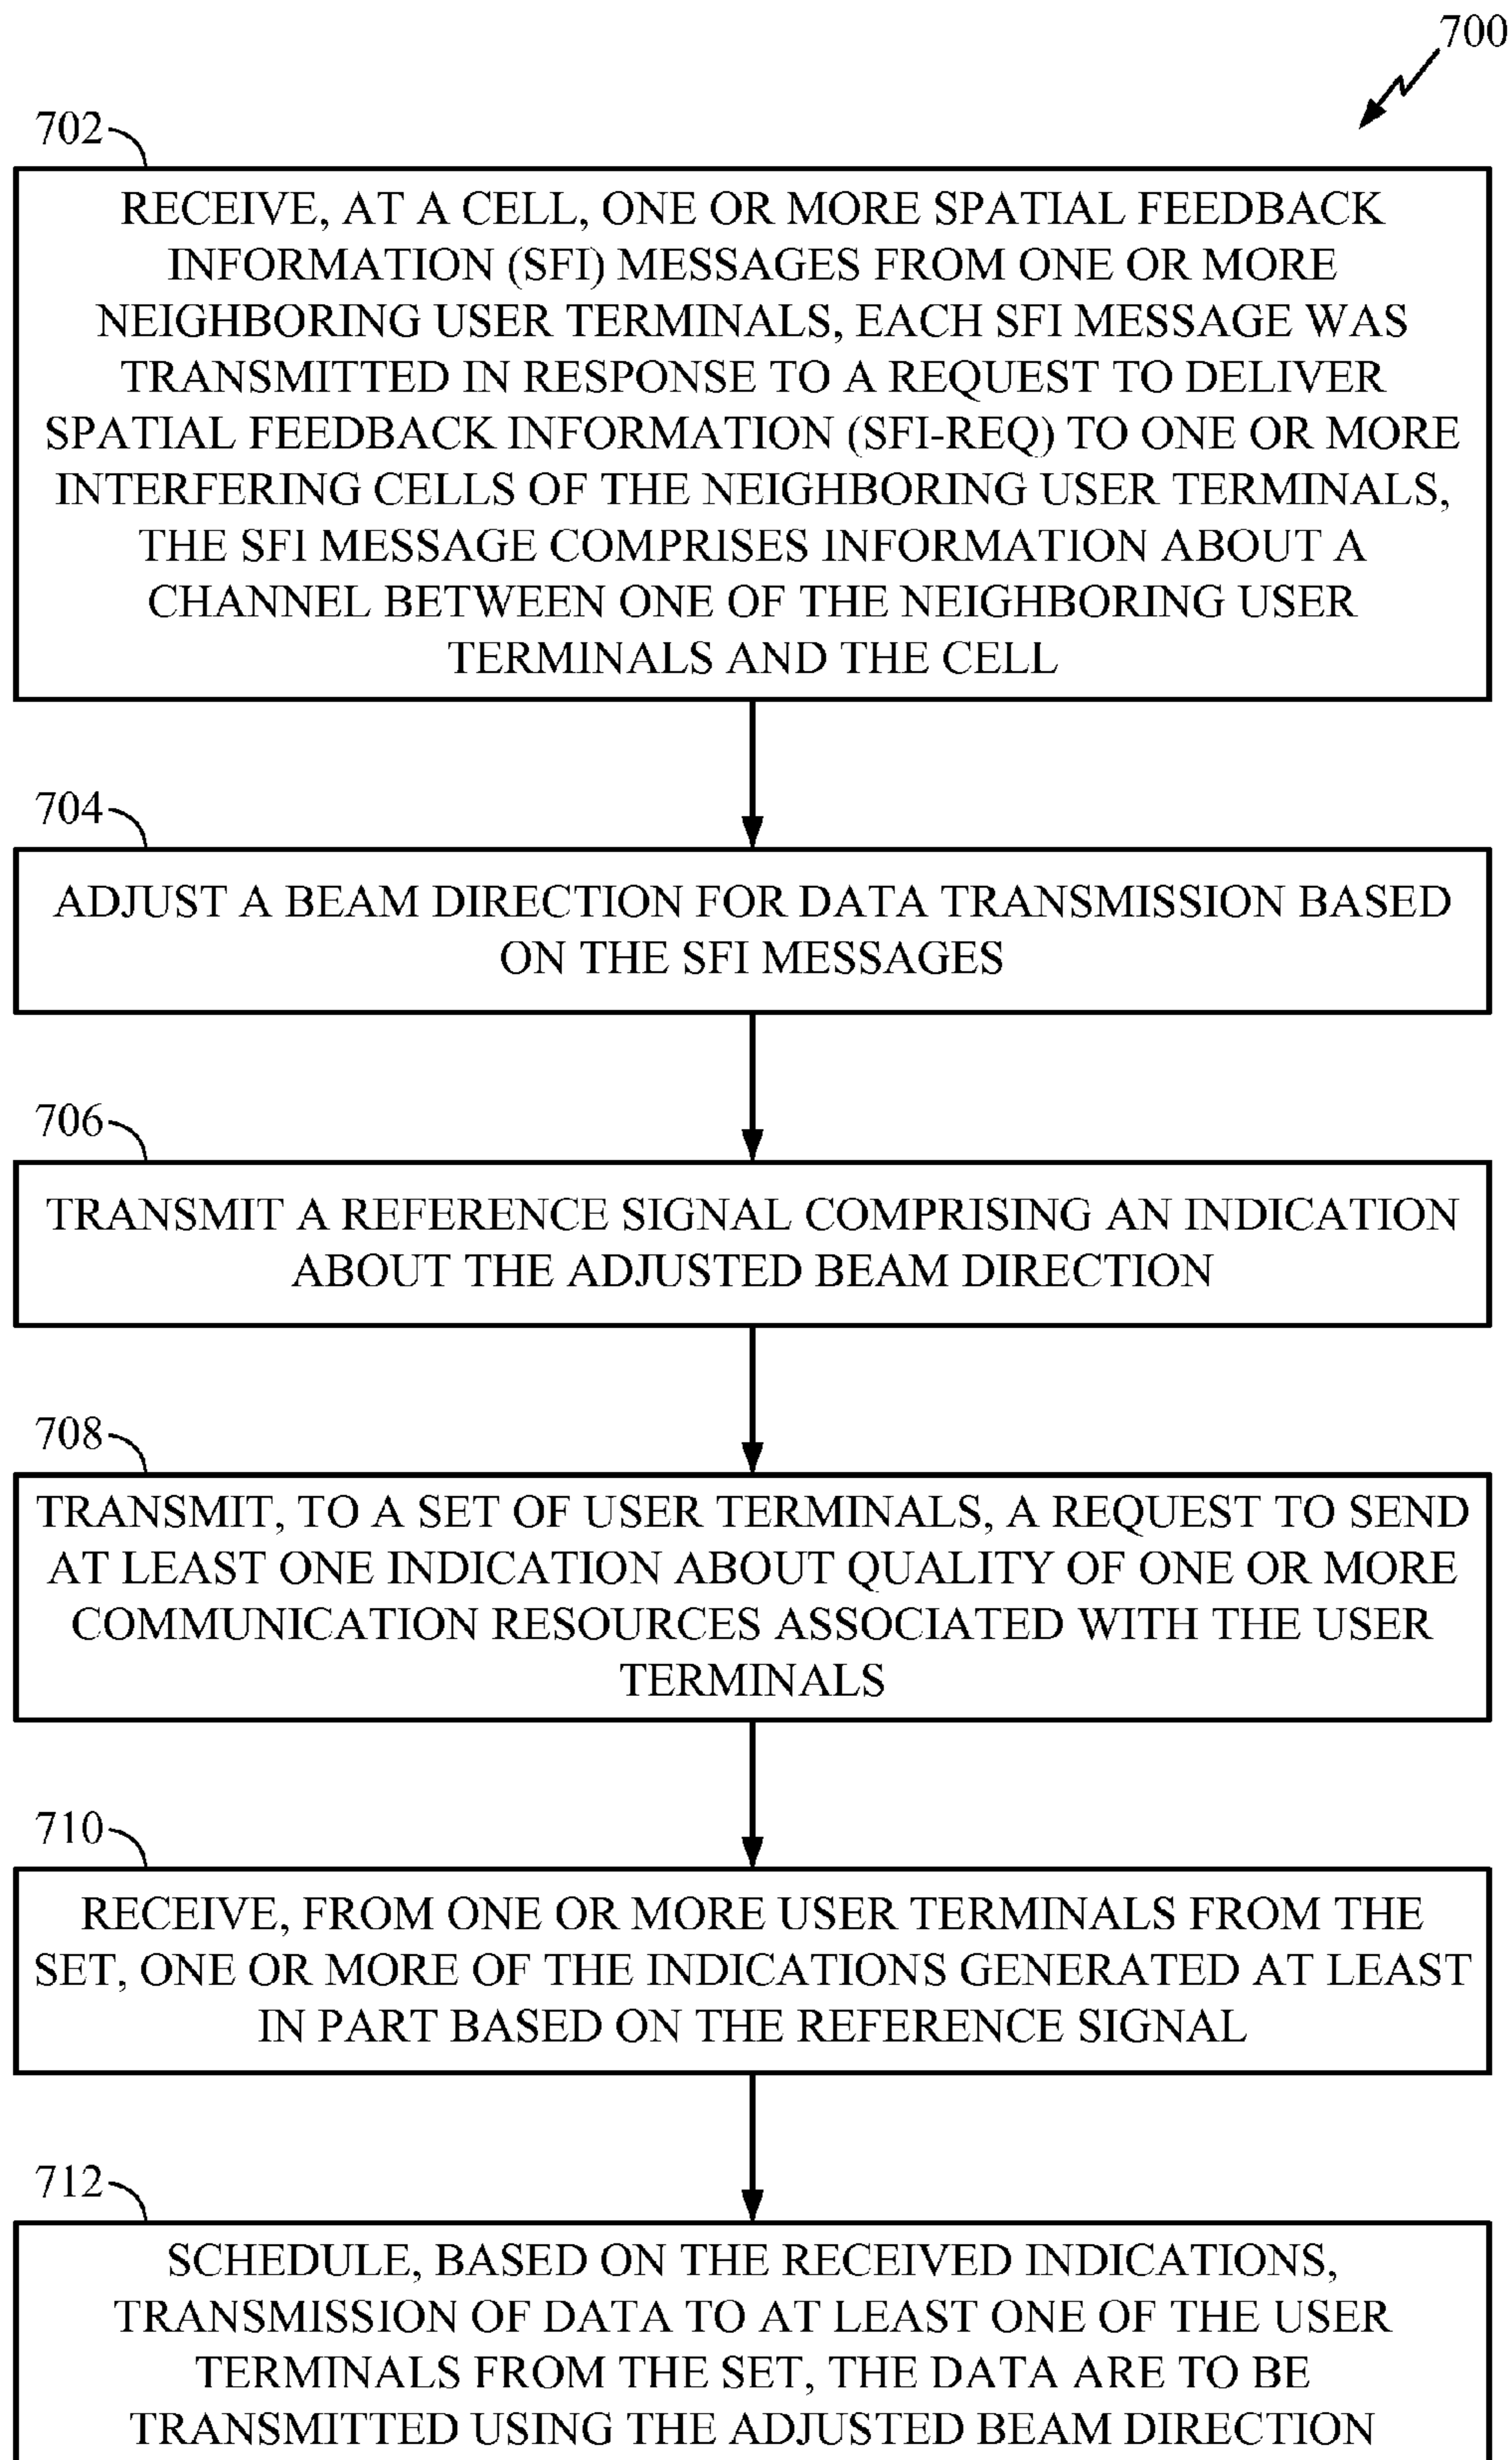 700
702
RECEIVE, AT A CELL, ONE OR MORE SPATIAL FEEDBACK
INFORMATION (SFI) MESSAGES FROM ONE OR MORE
NEIGHBORING USER TERMINALS, EACH SFI MESSAGE WAS
TRANSMITTED IN RESPONSE TO A REQUEST TO DELIVER
SPATIAL FEEDBACK INFORMATION (SFI-REQ) TO ONE OR MORE
INTERFERING CELLS OF THE NEIGHBORING USER TERMINALS,
THE SFI MESSAGE COMPRISES INFORMATION ABOUT A
CHANNEL BETWEEN ONE OF THE NEIGHBORING USER
TERMINALS AND THE CELL
704
ADJUST A BEAM DIRECTION FOR DATA TRANSMISSION BASED
ON THE SFI MESSAGES
706
TRANSMIT A REFERENCE SIGNAL COMPRISING AN INDICATION
ABOUT THE ADJUSTED BEAM DIRECTION
708
TRANSMIT, TO A SET OF USER TERMINALS, A REQUEST TO SEND
AT LEAST ONE INDICATION ABOUT QUALITY OF ONE OR MORE
COMMUNICATION RESOURCES ASSOCIATED WITH THE USER
TERMINALS
710
RECEIVE, FROM ONE OR MORE USER TERMINALS FROM THE
SET, ONE OR MORE OF THE INDICATIONS GENERATED AT LEAST
IN PART BASED ON THE REFERENCE SIGNAL
712
SCHEDULE, BASED ON THE RECEIVED INDICATIONS,
TRANSMISSION OF DATA TO AT LEAST ONE OF THE USER
TERMINALS FROM THE SET, THE DATA ARE TO BE
TRANSMITTED USING THE ADJUSTED BEAM DIRECTION